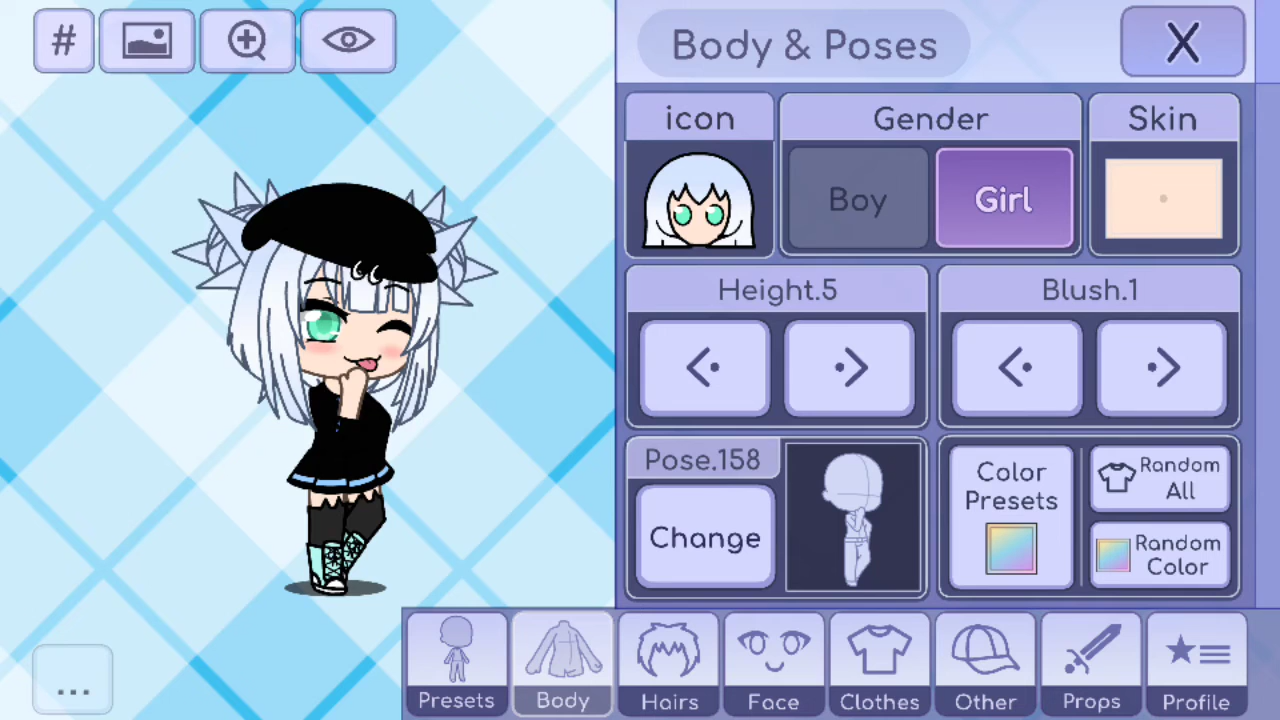 #
Body & Poses
X
icon
Gender
Skin
Boy
Girl
Height.5
Blush.1
Pose.158
Change
Color
Presets
Random
All
Random
Color
...
Presets
Body
Hairs
Face
Clothes
Other
Props
Profile